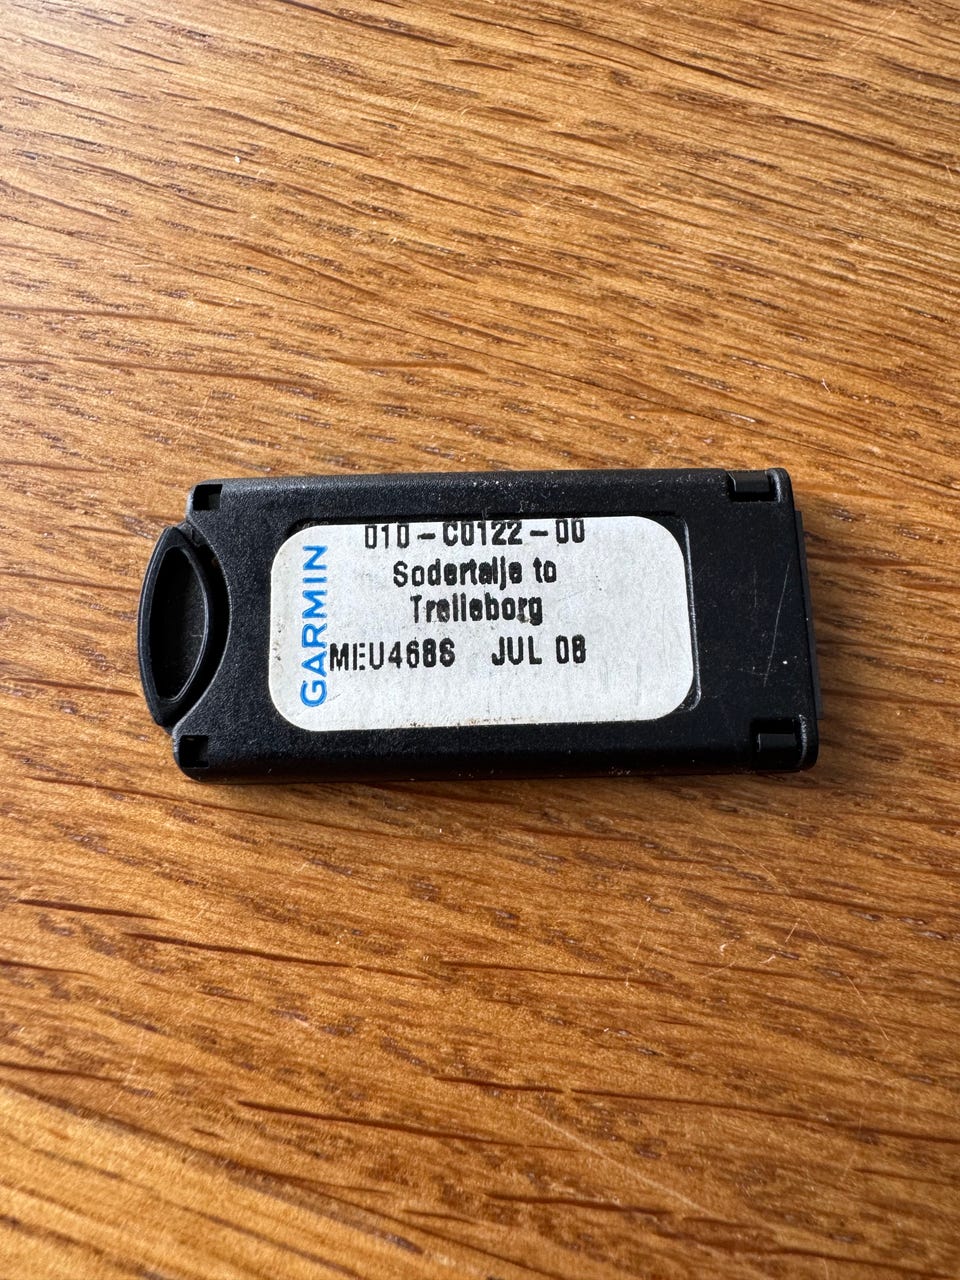 GARMIN
010-C0122-00
Sodertalje to
Trelleborg
MEU468S JUL 08